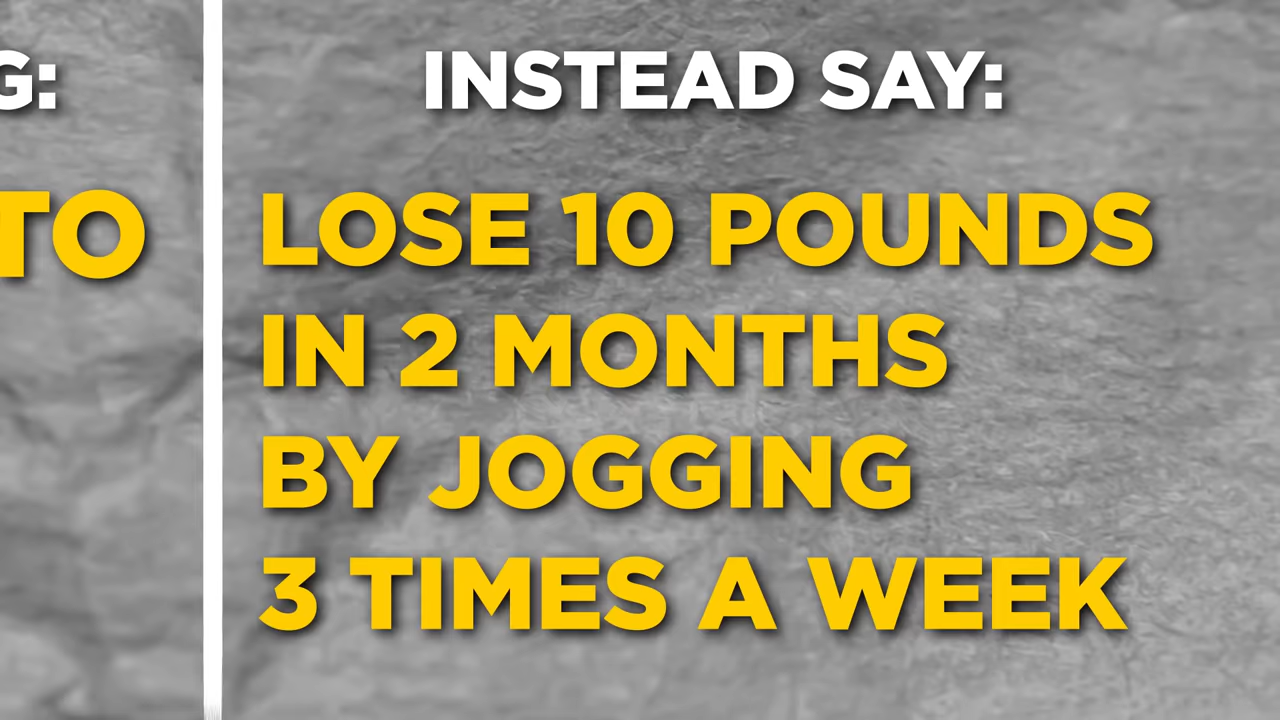 G:
TO
INSTEAD SAY:
LOSE 10 POUNDS
IN 2 MONTHS
BY JOGGING
3 TIMES A WEEK